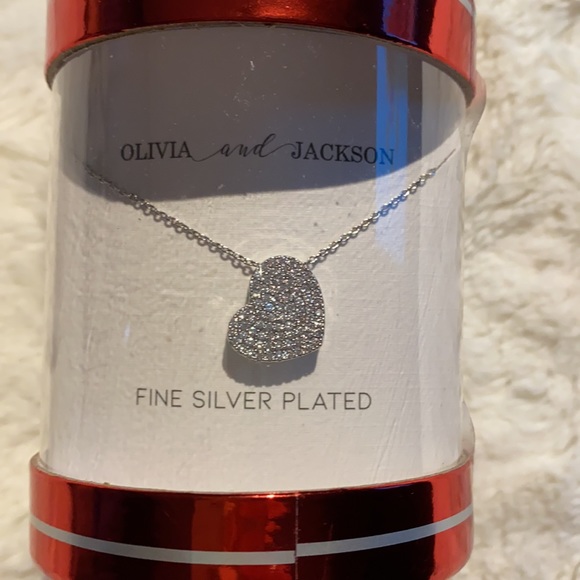 OLIVIA and JACKSON
FINE SILVER PLATED